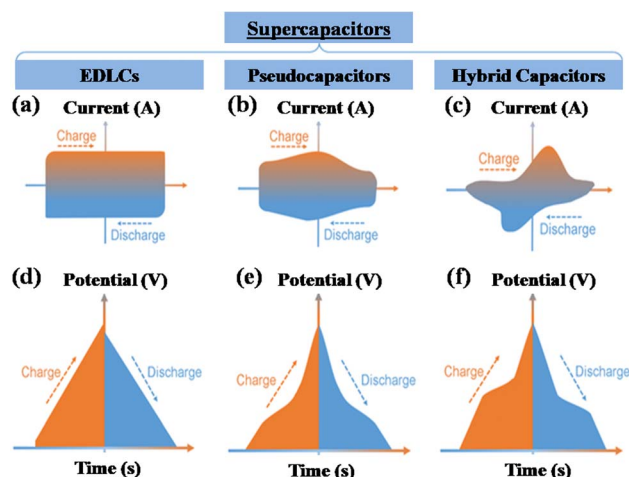 Supercapacitors
EDLCs
Pseudocapacitors
Hybrid Capacitors
(a)
Current (A)
Charge
Discharge
(b)
Current (A)
Charge
Discharge
(c)
Current (A)
Charge
Discharge
(d)
Potential (V)
Charge
Discharge
Time (s)
(e)
Potential (V)
Charge
Discharge
Time (s)
(f)
Potential (V)
Charge
Discharge
Time (s)